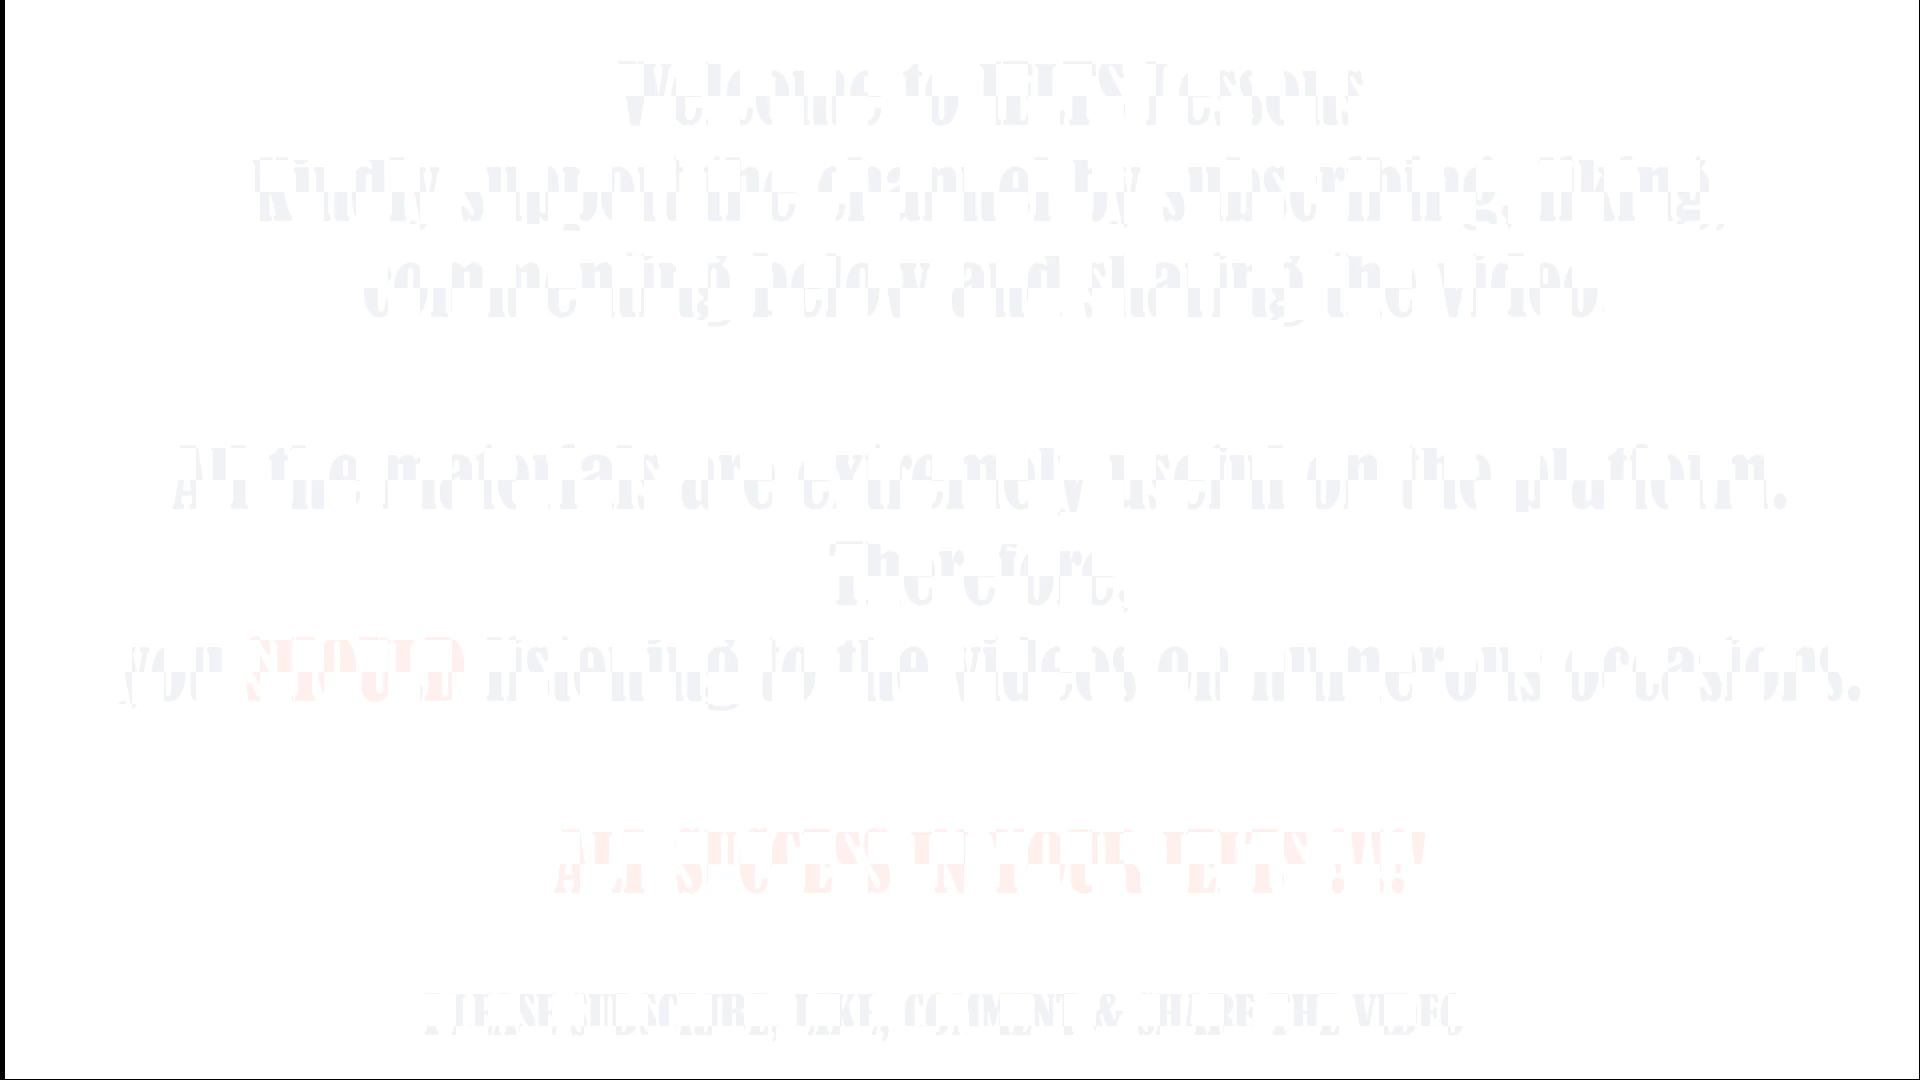 Welcome to IELTS Lessons
Kindly support the channel by subscribing, liking,
commenting below and sharing the video.
All the materials are extremely useful on the platform.
Therefore,
you SHOULD listening to the videos on numerous occasions.
ALL SUCCESS IN YOUR IELTS !!!!
PLEASE SUBSCRIBE, LIKE, COMMENT & SHARE THE VIDEO